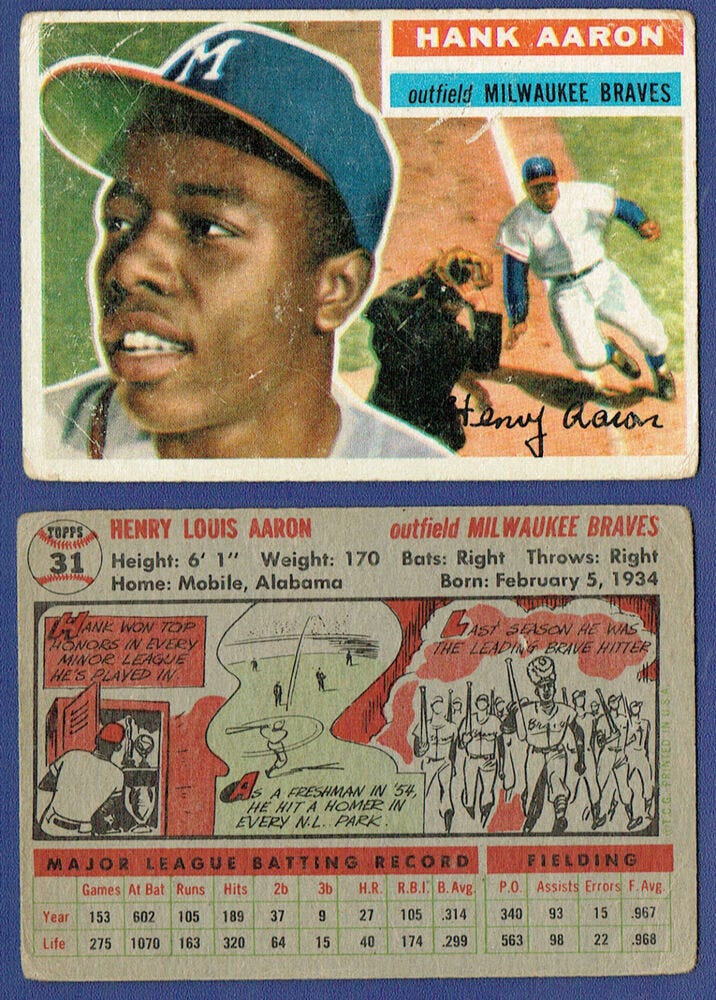 M
HANK AARON
outfield MILWAUKEE BRAVES
Henry Aaron
TOPPS
31
HENRY LOUIS AARON outfield MILWAUKEE BRAVES
Height: 6' 1" Weight: 170 Bats: Right Throws: Right
Home: Mobile, Alabama Born: February 5, 1934
HANK WON TOP
HONORS IN EVERY
MINOR LEAGUE
HE'S PLAYED IN.
AS A FRESHMAN IN '54,
HE HIT A HOMER IN
EVERY N.L. PARK.
LAST SEASON HE WAS
THE LEADING BRAVE HITTER
Braves
T.C.G. PRINTED IN U.S.A.
MAJOR LEAGUE BATTING RECORD FIELDING
Games At Bat Runs Hits 2b 3b H.R. R.B.I. B. Avg. P.O. Assists Errors F. Avg.
Year 153 602 105 189 37 9 27 105 .314 340 93 15 .967
Life 275 1070 163 320 64 15 40 174 .299 563 98 22 .968